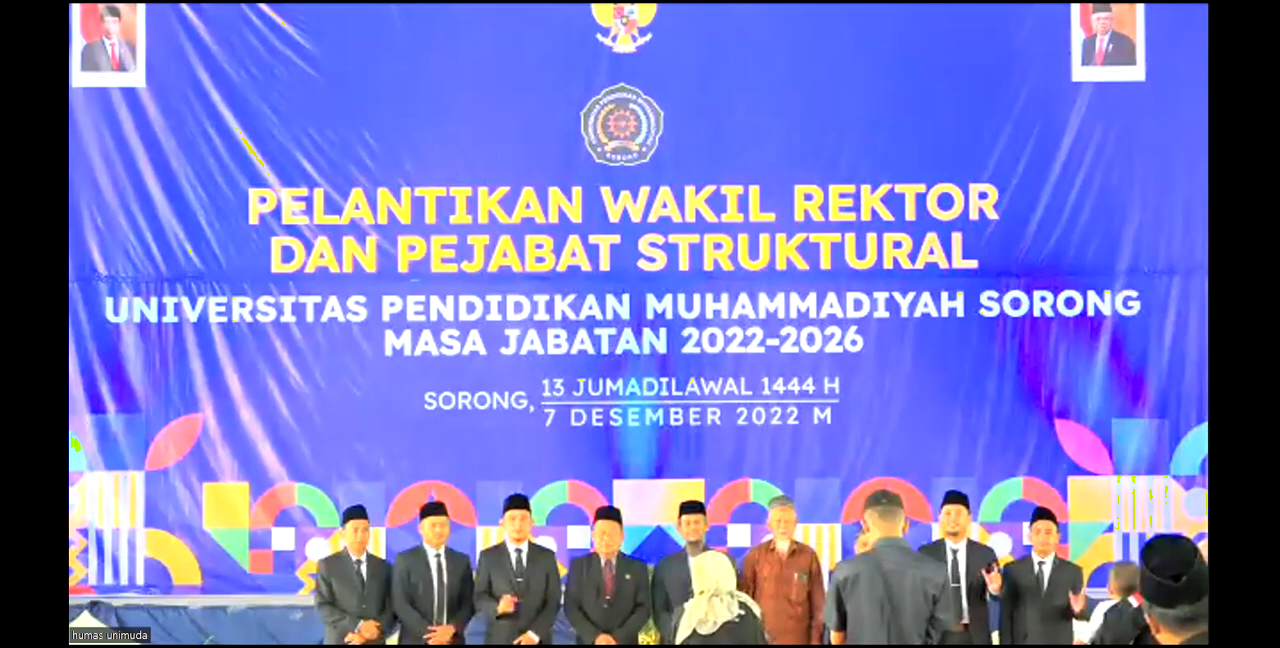 PELANTIKAN WAKIL REKTOR
DAN PEJABAT STRUKTURAL
UNIVERSITAS PENDIDIKAN MUHAMMADIYAH SORONG
MASA JABATAN 2022-2026
SORONG, 13 JUMADILAWAL 1444 H
7 DESEMBER 2022 M
humas unimuda